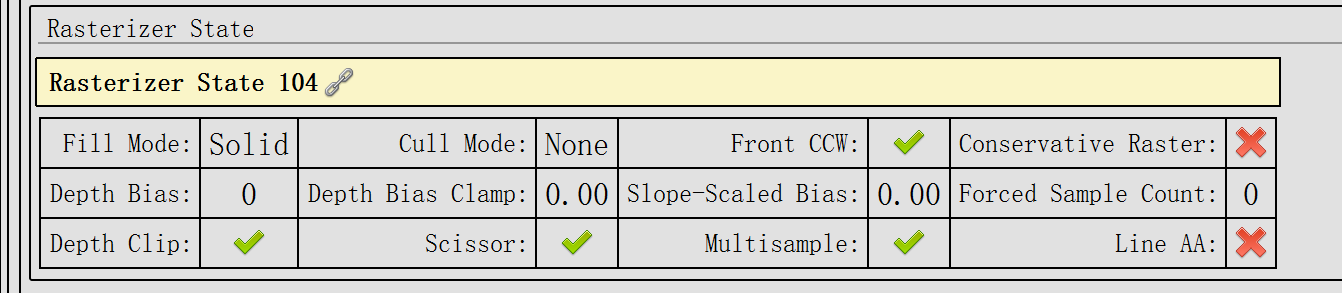 Rasterizer State
Rasterizer State 104
Fill Mode: Solid Cull Mode: None Front CCW: Conservative Raster:
Depth Bias: 0 Depth Bias Clamp: 0.00 Slope-Scaled Bias: 0.00 Forced Sample Count: 0
Depth Clip: Scissor: Multisample: Line AA: